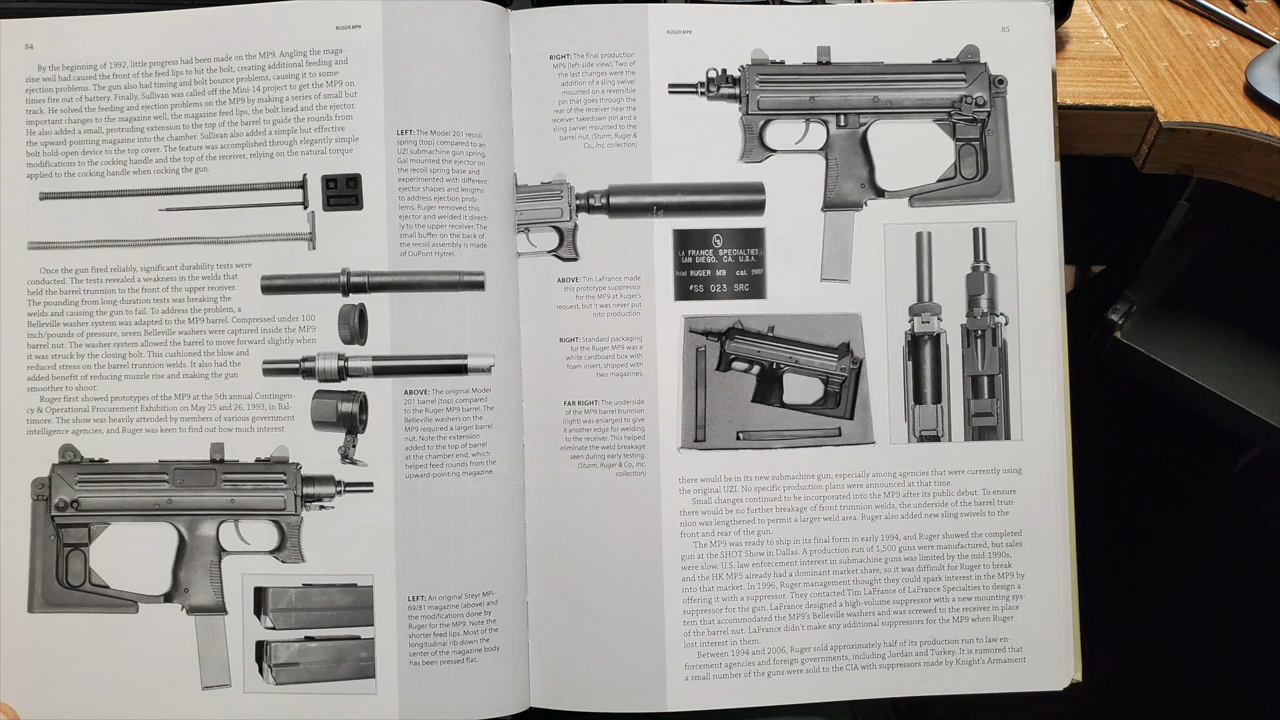 RUGER MP9
84
By the beginning of 1992, little progress had been made on the MP9. Angling the maga-
zine well had caused the front of the feed lips to hit the bolt, creating additional feeding and
ejection problems. The gun also had timing and bolt bounce problems, causing it to some-
times fire out of battery. Finally, Sullivan was called off the Mini-14 project to get the MP9 on
track. He solved the feeding and ejection problems on the MP9 by making a series of small but
important changes to the magazine well, the magazine feed lips, the bolt head and the ejector.
He also added a small, protruding extension to the top of the barrel to guide the rounds from
the upward-pointing magazine into the chamber. Sullivan also added a simple but effective
bolt hold-open device to the top cover. The feature was accomplished through elegantly simple
modifications to the cocking handle and the top of the receiver, relying on the natural torque
applied to the cocking handle when cocking the gun.
LEFT: The Model 201 recoil
spring (top) compared to an
UZI submachine gun spring.
Gal mounted the ejector on
the recoil spring base and
experimented with different
ejector shapes and lengths
to address ejection prob-
lems. Ruger removed this
ejector and welded it direct-
ly to the upper receiver. The
small buffer on the back of
the recoil assembly is made
of DuPont Hytrel.
Once the gun fired reliably, significant durability tests were
conducted. The tests revealed a weakness in the welds that
held the barrel trunnion to the front of the upper receiver.
The pounding from long-duration tests was breaking the
welds and causing the gun to fail. To address the problem, a
Belleville washer system was adapted to the MP9 barrel. Compressed under 100
inch/pounds of pressure, seven Belleville washers were captured inside the MP9
barrel nut. The washer system allowed the barrel to move forward slightly when
it was struck by the closing bolt. This cushioned the blow and
reduced stress on the barrel trunnion welds. It also had the
added benefit of reducing muzzle rise and making the gun
smoother to shoot.
Ruger first showed prototypes of the MP9 at the 5th annual Contingen-
cy & Operational Procurement Exhibition on May 25 and 26, 1993, in Bal-
timore. The show was heavily attended by members of various government
intelligence agencies, and Ruger was keen to find out how much interest
ABOVE: The original Model
201 barrel (top) compared
to the Ruger MP9 barrel. The
Belleville washers on the
MP9 required a larger barrel
nut. Note the extension
added to the top of barrel
at the chamber end, which
helped feed rounds from the
upward-pointing magazine.
LEFT: An original Steyr MPi-
69/81 magazine (above) and
the modifications done by
Ruger for the MP9. Note the
shorter feed lips. Most of the
longitudinal rib down the
center of the magazine body
has been pressed flat.
RUGER MP9
85
RIGHT: The final production
MP9 (left-side view). Two of
the last changes were the
addition of a sling swivel
mounted on a reversible
pin that goes through the
rear of the receiver near the
receiver takedown pin and a
sling swivel mounted to the
barrel nut. (Sturm, Ruger &
Co., Inc. collection)
LA FRANCE SPECIALTIES
SAN DIEGO, CA. U.S.A.
Model RUGER M9 cal. 9MM
#SS 023 SRC
ABOVE: Tim LaFrance made
this prototype suppressor
for the MP9 at Ruger's
request, but it was never put
into production.
RIGHT: Standard packaging
for the Ruger MP9 was a
white cardboard box with
foam insert, shipped with
two magazines.
FAR RIGHT: The underside
of the MP9 barrel trunnion
(right) was enlarged to give
it another edge for welding
to the receiver. This helped
eliminate the weld breakage
seen during early testing.
(Sturm, Ruger & Co., Inc.
collection)
there would be in its new submachine gun, especially among agencies that were currently using
the original UZI. No specific production plans were announced at that time.
Small changes continued to be incorporated into the MP9 after its public debut. To ensure
there would be no further breakage of front trunnion welds, the underside of the barrel trun-
nion was lengthened to permit a larger weld area. Ruger also added new sling swivels to the
front and rear of the gun.
The MP9 was ready to ship in its final form in early 1994, and Ruger showed the completed
gun at the SHOT Show in Dallas. A production run of 1,500 guns were manufactured, but sales
were slow. U.S. law enforcement interest in submachine guns was limited by the mid-1990s,
and the HK MP5 already had a dominant market share, so it was difficult for Ruger to break
into that market. In 1996, Ruger management thought they could spark interest in the MP9 by
offering it with a suppressor. They contacted Tim LaFrance of LaFrance Specialties to design a
suppressor for the gun. LaFrance designed a high-volume suppressor with a new mounting sys-
tem that accommodated the MP9's Belleville washers and was screwed to the receiver in place
of the barrel nut. LaFrance didn't make any additional suppressors for the MP9 when Ruger
lost interest in them.
Between 1994 and 2006, Ruger sold approximately half of its production run to law en-
forcement agencies and foreign governments, including Jordan and Turkey. It is rumored that
a small number of the guns were sold to the CIA with suppressors made by Knight's Armament